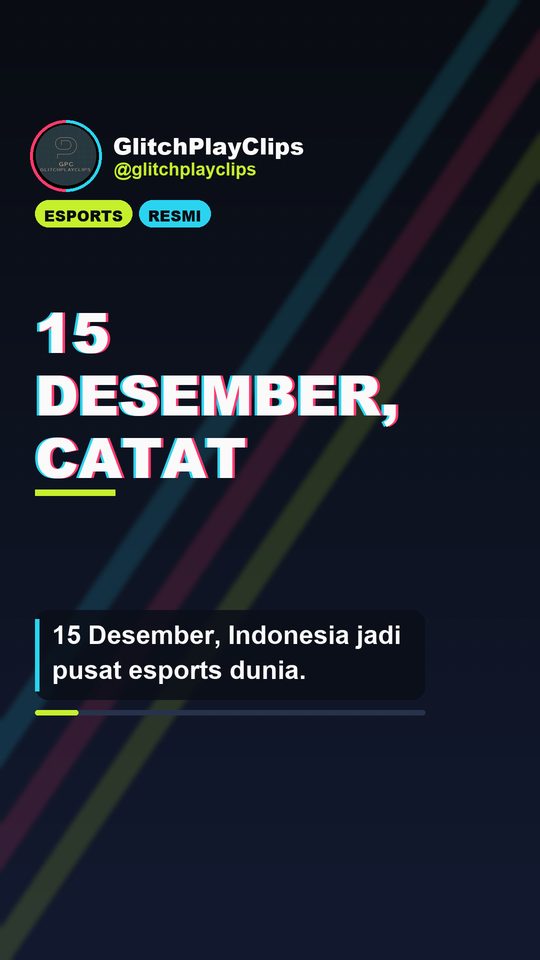 GPC
GLITCHPLAYCLIPS
GlitchPlayClips
@glitchplayclips
ESPORTS
RESMI
15
DESEMBER,
CATAT
15 Desember, Indonesia jadi
pusat esports dunia.